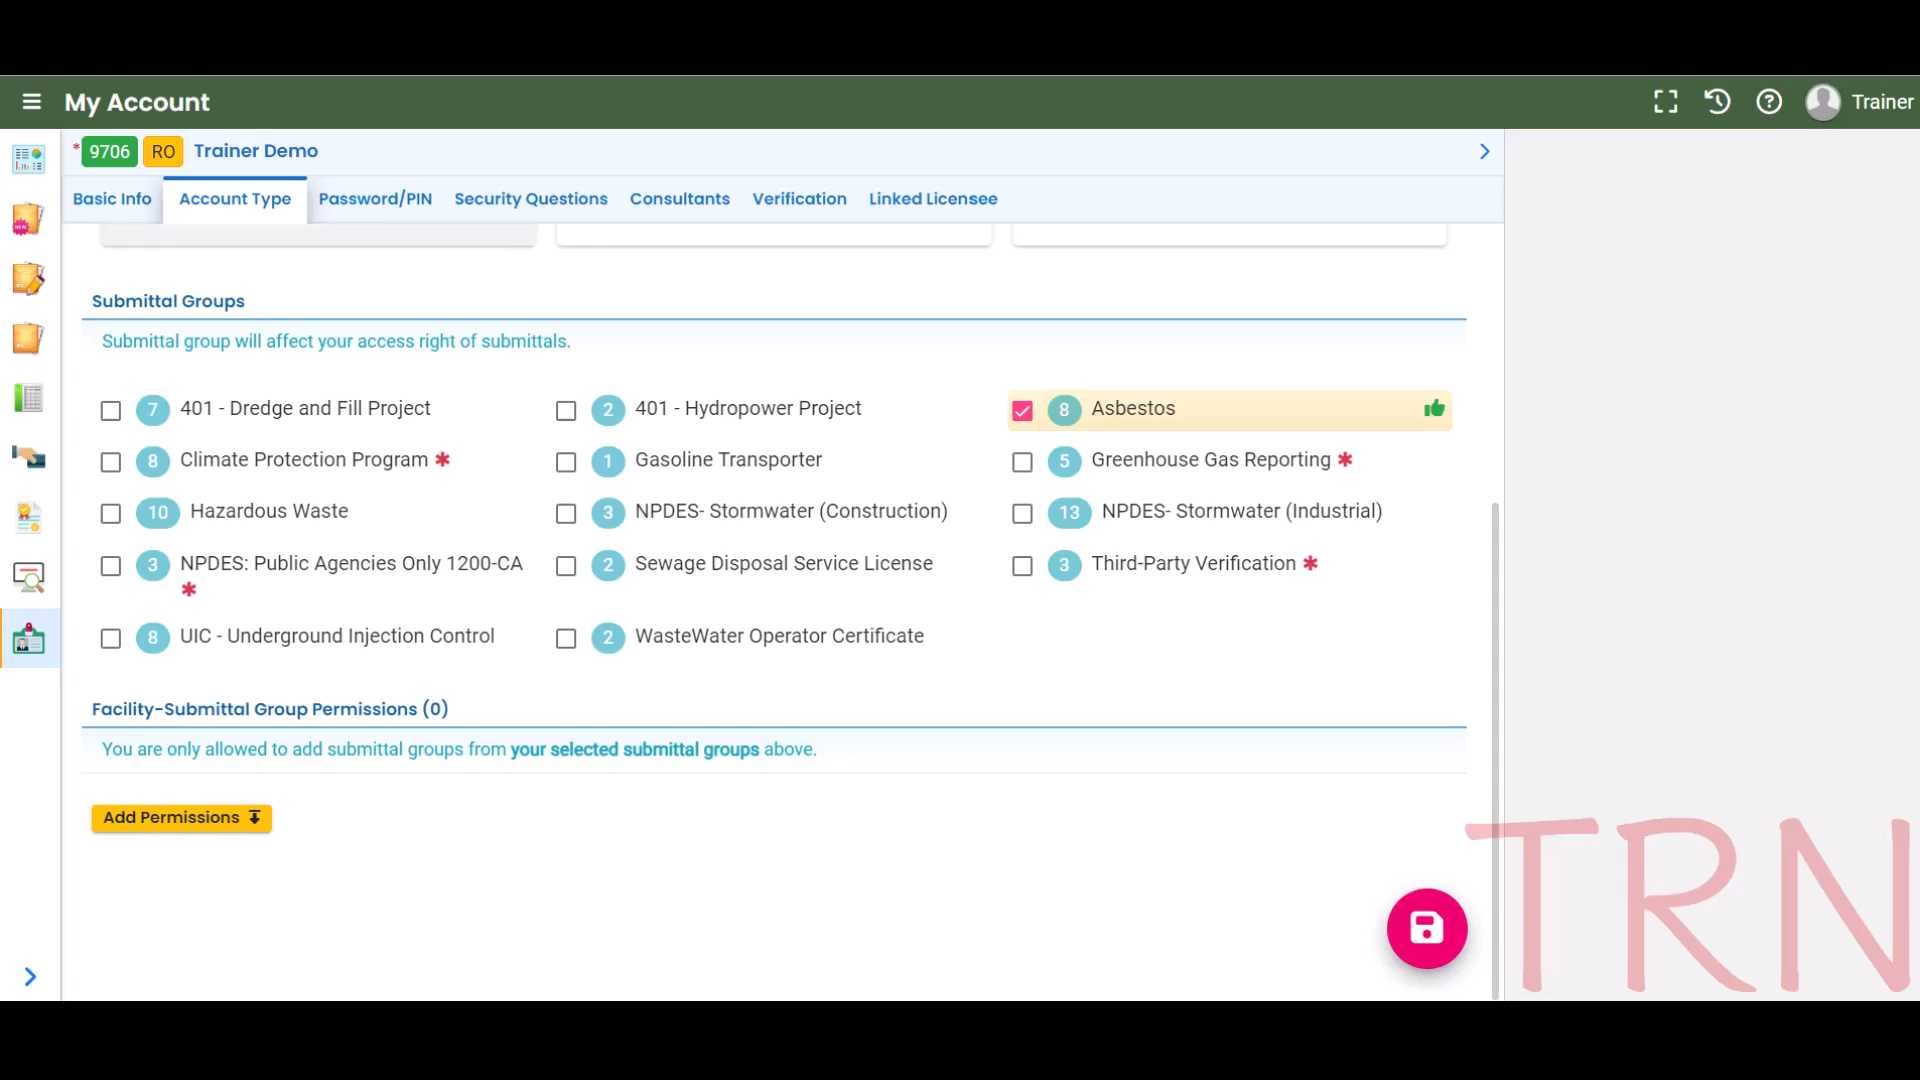 My Account
Trainer
* 9706 RO Trainer Demo
Basic Info Account Type Password/PIN Security Questions Consultants Verification Linked Licensee
Submittal Groups
Submittal group will affect your access right of submittals.
7 401 - Dredge and Fill Project 2 401 - Hydropower Project 8 Asbestos
8 Climate Protection Program * 1 Gasoline Transporter 5 Greenhouse Gas Reporting *
10 Hazardous Waste 3 NPDES- Stormwater (Construction) 13 NPDES- Stormwater (Industrial)
3 NPDES: Public Agencies Only 1200-CA * 2 Sewage Disposal Service License 3 Third-Party Verification *
8 UIC - Underground Injection Control 2 WasteWater Operator Certificate
Facility-Submittal Group Permissions (0)
You are only allowed to add submittal groups from your selected submittal groups above.
Add Permissions
TRN